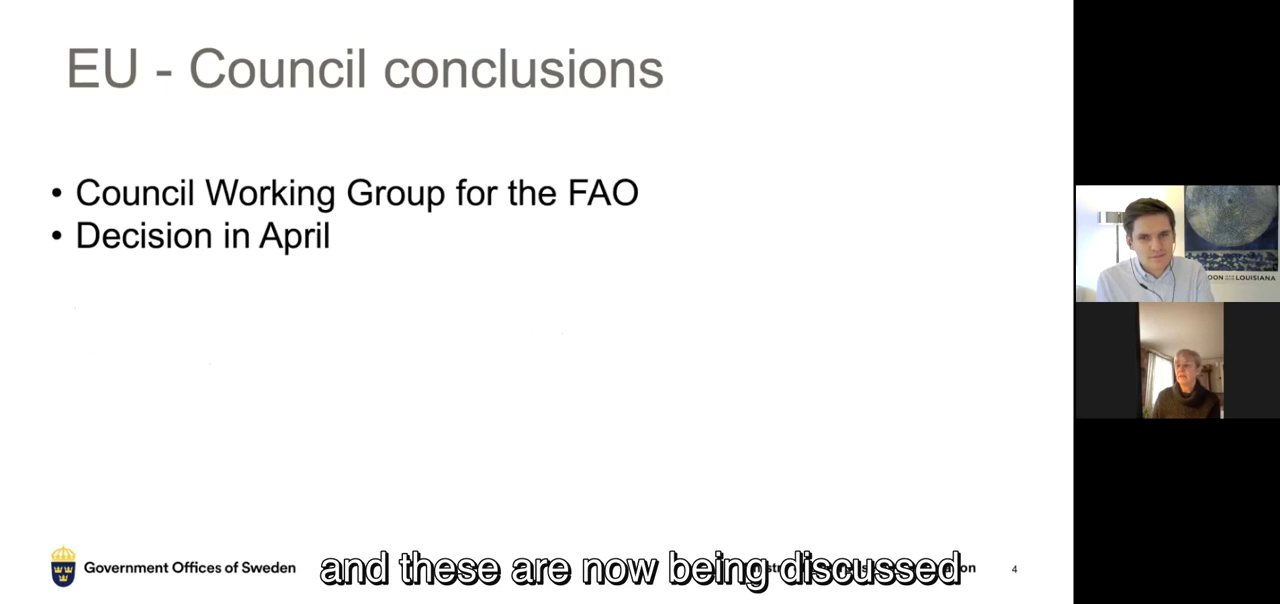 EU - Council conclusions
• Council Working Group for the FAO
• Decision in April
Government Offices of Sweden
and these are now being discussed
4
LOUISIANA